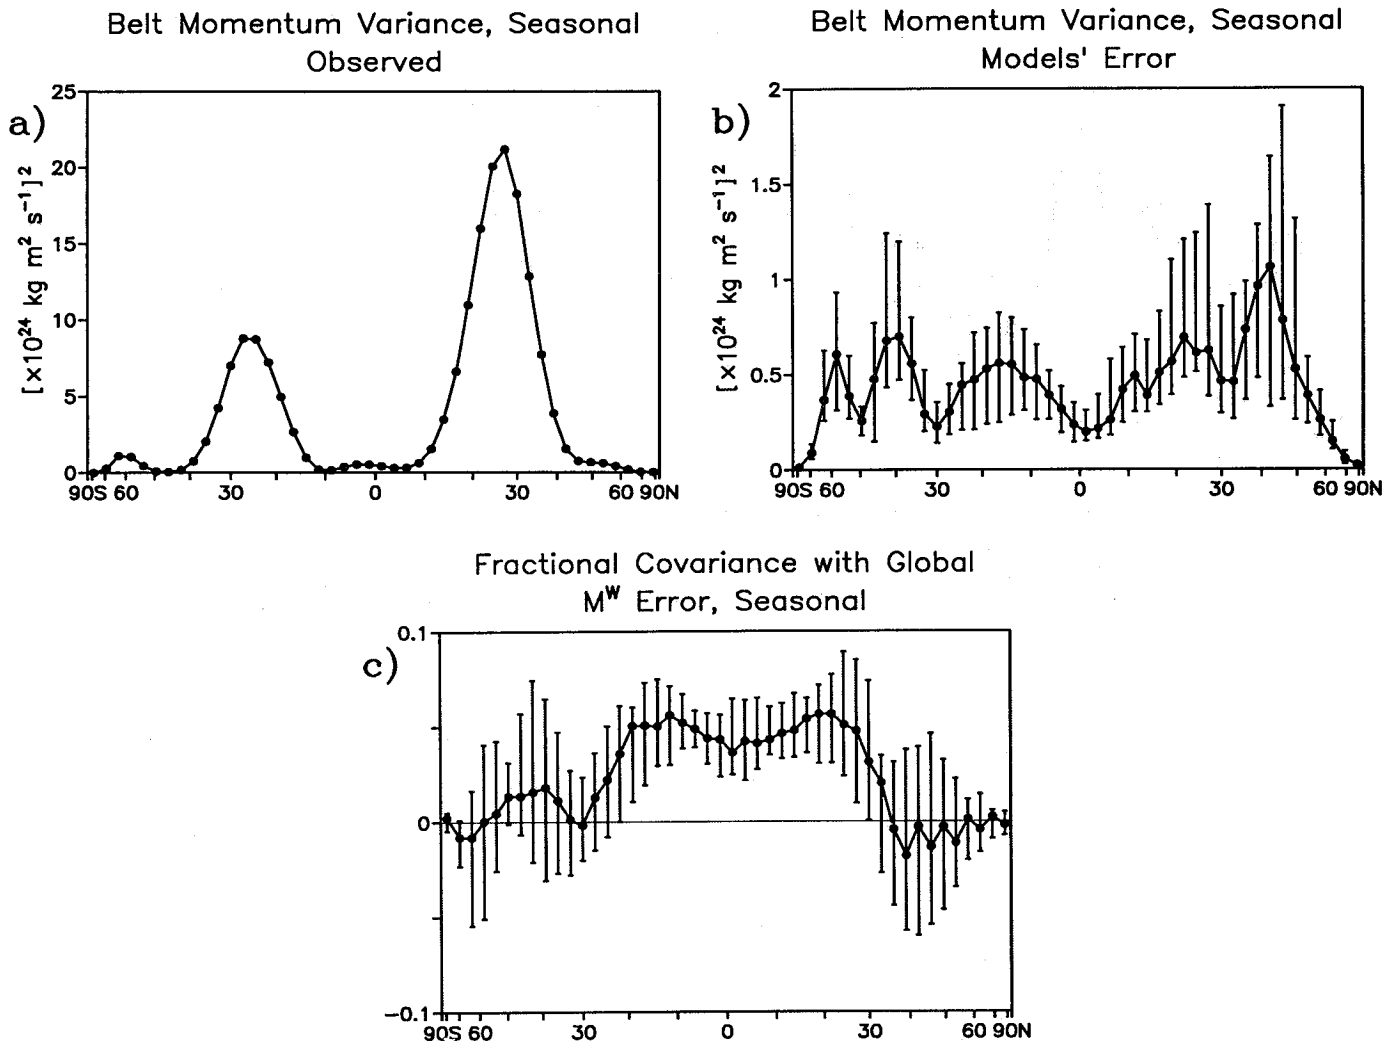 Belt Momentum Variance, Seasonal
Observed
a)
[×10²⁴ kg m² s⁻¹]²
25
20
15
10
5
0
90S 60 30 0 30 60 90N
Belt Momentum Variance, Seasonal
Models' Error
b)
[×10²⁴ kg m² s⁻¹]²
2
1.5
1
0.5
0
90S 60 30 0 30 60 90N
Fractional Covariance with Global
Mᵂ Error, Seasonal
c)
0.1
0
−0.1
90S 60 30 0 30 60 90N